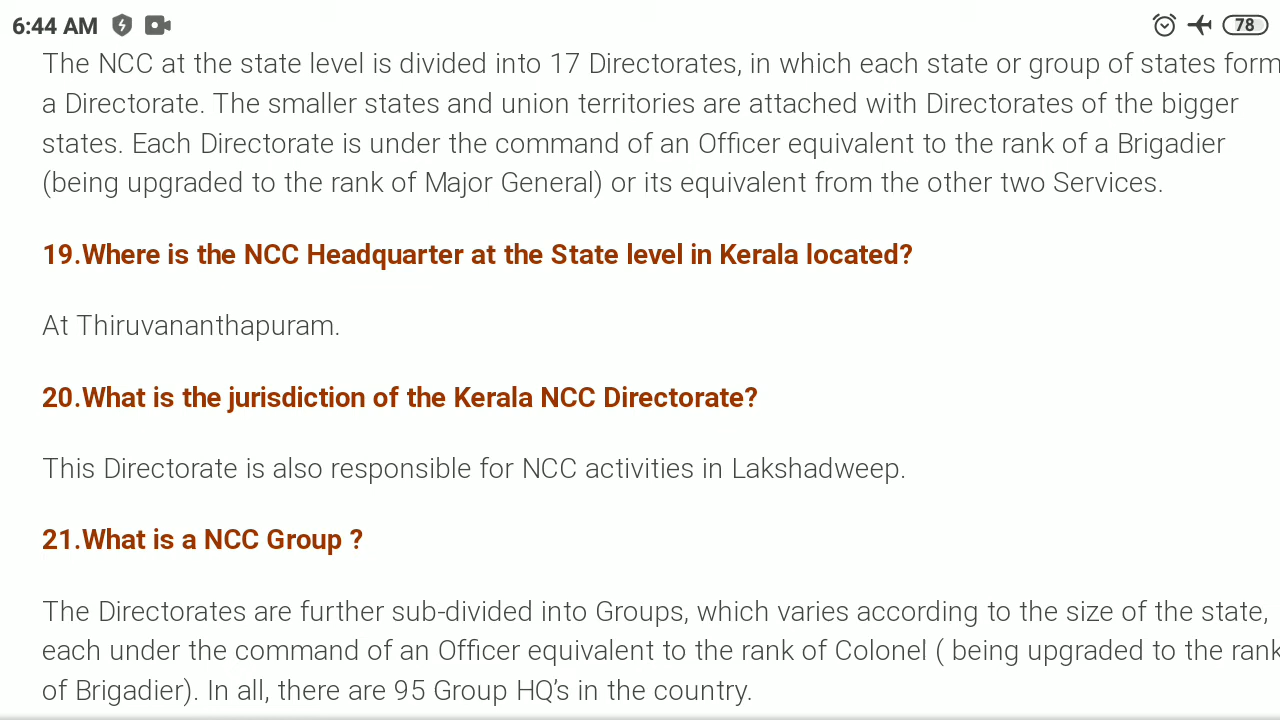 6:44 AM 78
The NCC at the state level is divided into 17 Directorates, in which each state or group of states form
a Directorate. The smaller states and union territories are attached with Directorates of the bigger
states. Each Directorate is under the command of an Officer equivalent to the rank of a Brigadier
(being upgraded to the rank of Major General) or its equivalent from the other two Services.
19.Where is the NCC Headquarter at the State level in Kerala located?
At Thiruvananthapuram.
20.What is the jurisdiction of the Kerala NCC Directorate?
This Directorate is also responsible for NCC activities in Lakshadweep.
21.What is a NCC Group ?
The Directorates are further sub-divided into Groups, which varies according to the size of the state,
each under the command of an Officer equivalent to the rank of Colonel ( being upgraded to the rank
of Brigadier). In all, there are 95 Group HQ’s in the country.